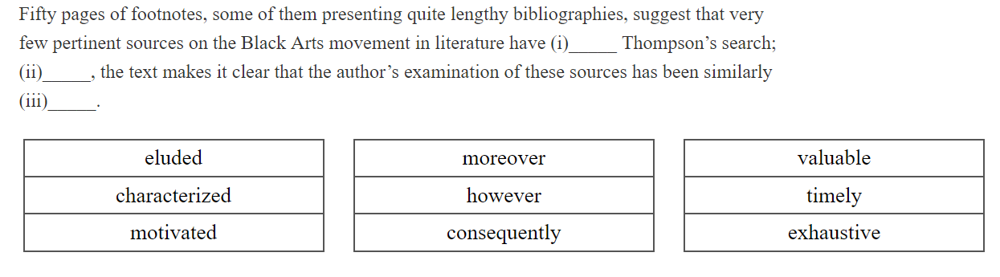 Fifty pages of footnotes, some of them presenting quite lengthy bibliographies, suggest that very
few pertinent sources on the Black Arts movement in literature have (i)_____ Thompson’s search;
(ii)_____, the text makes it clear that the author’s examination of these sources has been similarly
(iii)_____.
eluded moreover valuable
characterized however timely
motivated consequently exhaustive